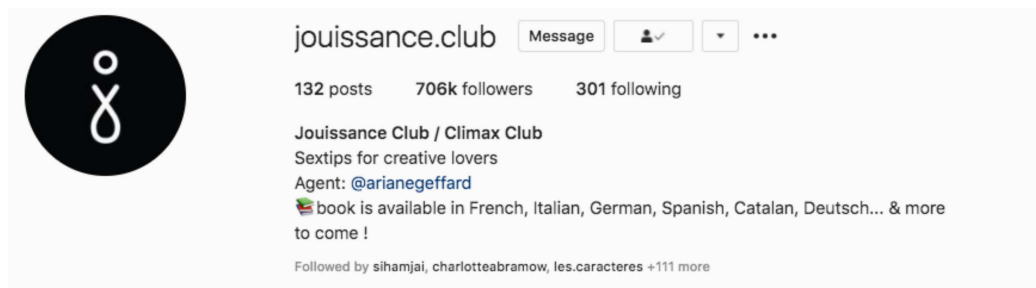 jouissance.club Message
132 posts 706k followers 301 following
Jouissance Club / Climax Club
Sextips for creative lovers
Agent: @arianegeffard
📚book is available in French, Italian, German, Spanish, Catalan, Deutsch... & more
to come !
Followed by sihamjai, charlotteabramow, les.caracteres +111 more